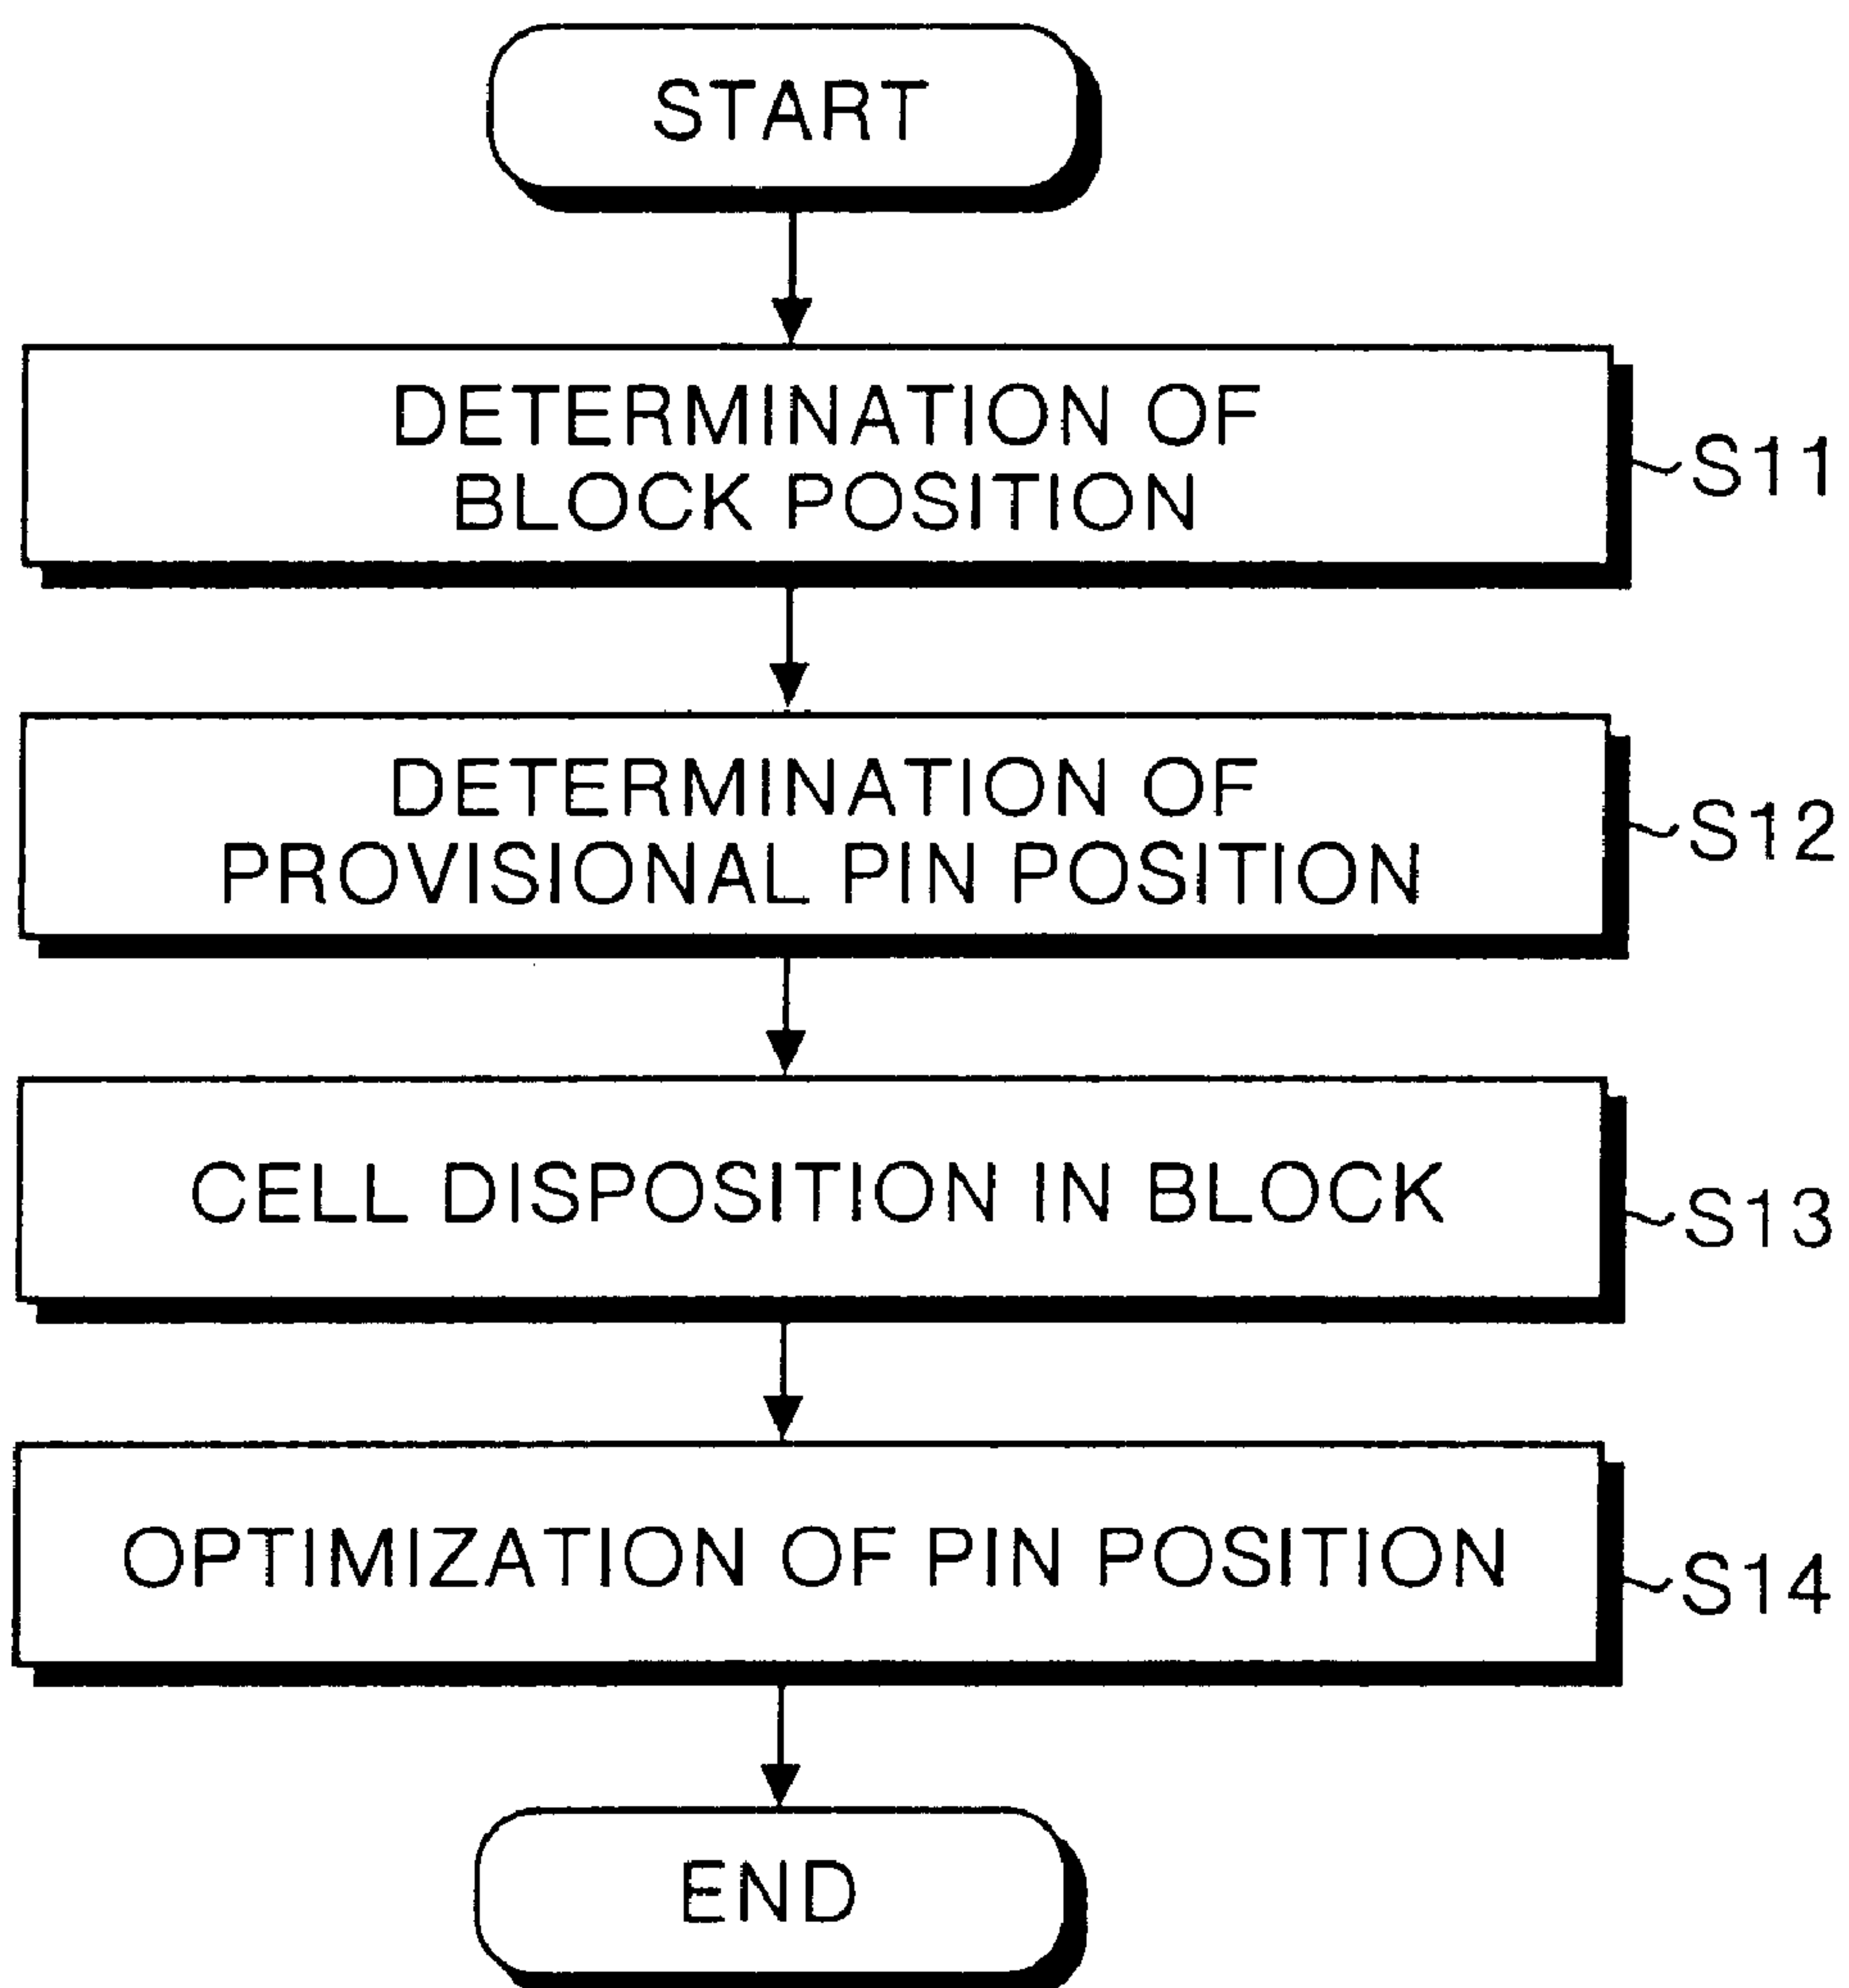 START
DETERMINATION OF
BLOCK POSITION
S11
DETERMINATION OF
PROVISIONAL PIN POSITION
S12
CELL DISPOSITION IN BLOCK
S13
OPTIMIZATION OF PIN POSITION
S14
END